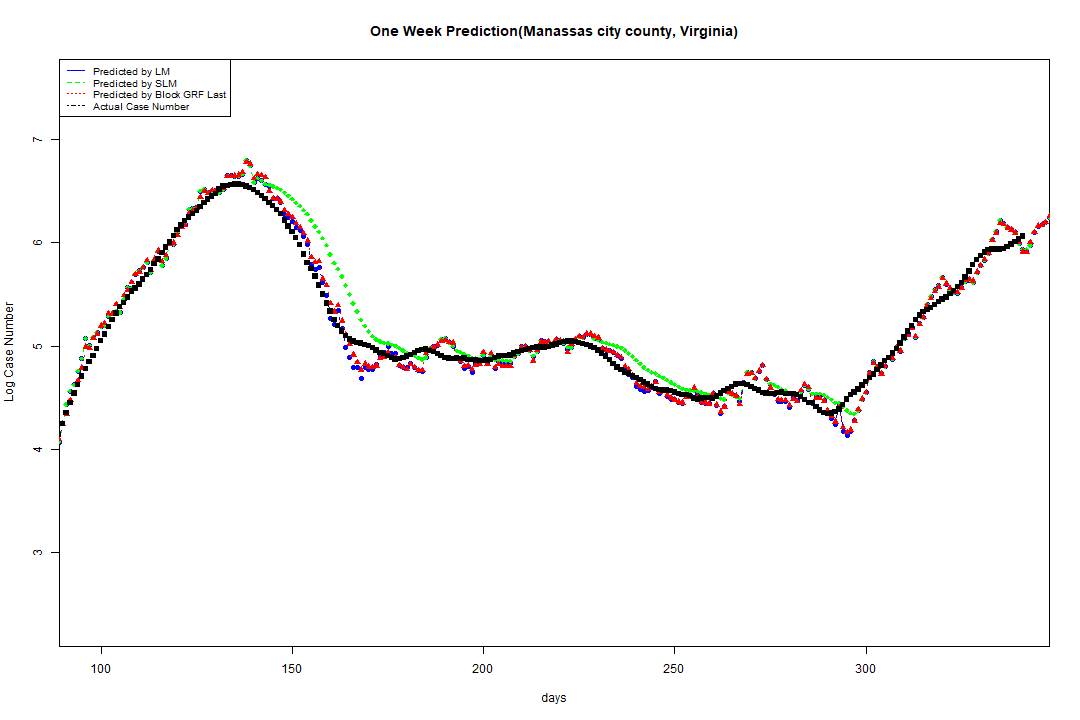 One Week Prediction(Manassas city county, Virginia)
Predicted by LM
Predicted by SLM
Predicted by Block GRF Last
Actual Case Number
7
6
5
4
3
Log Case Number
100 150 200 250 300
days